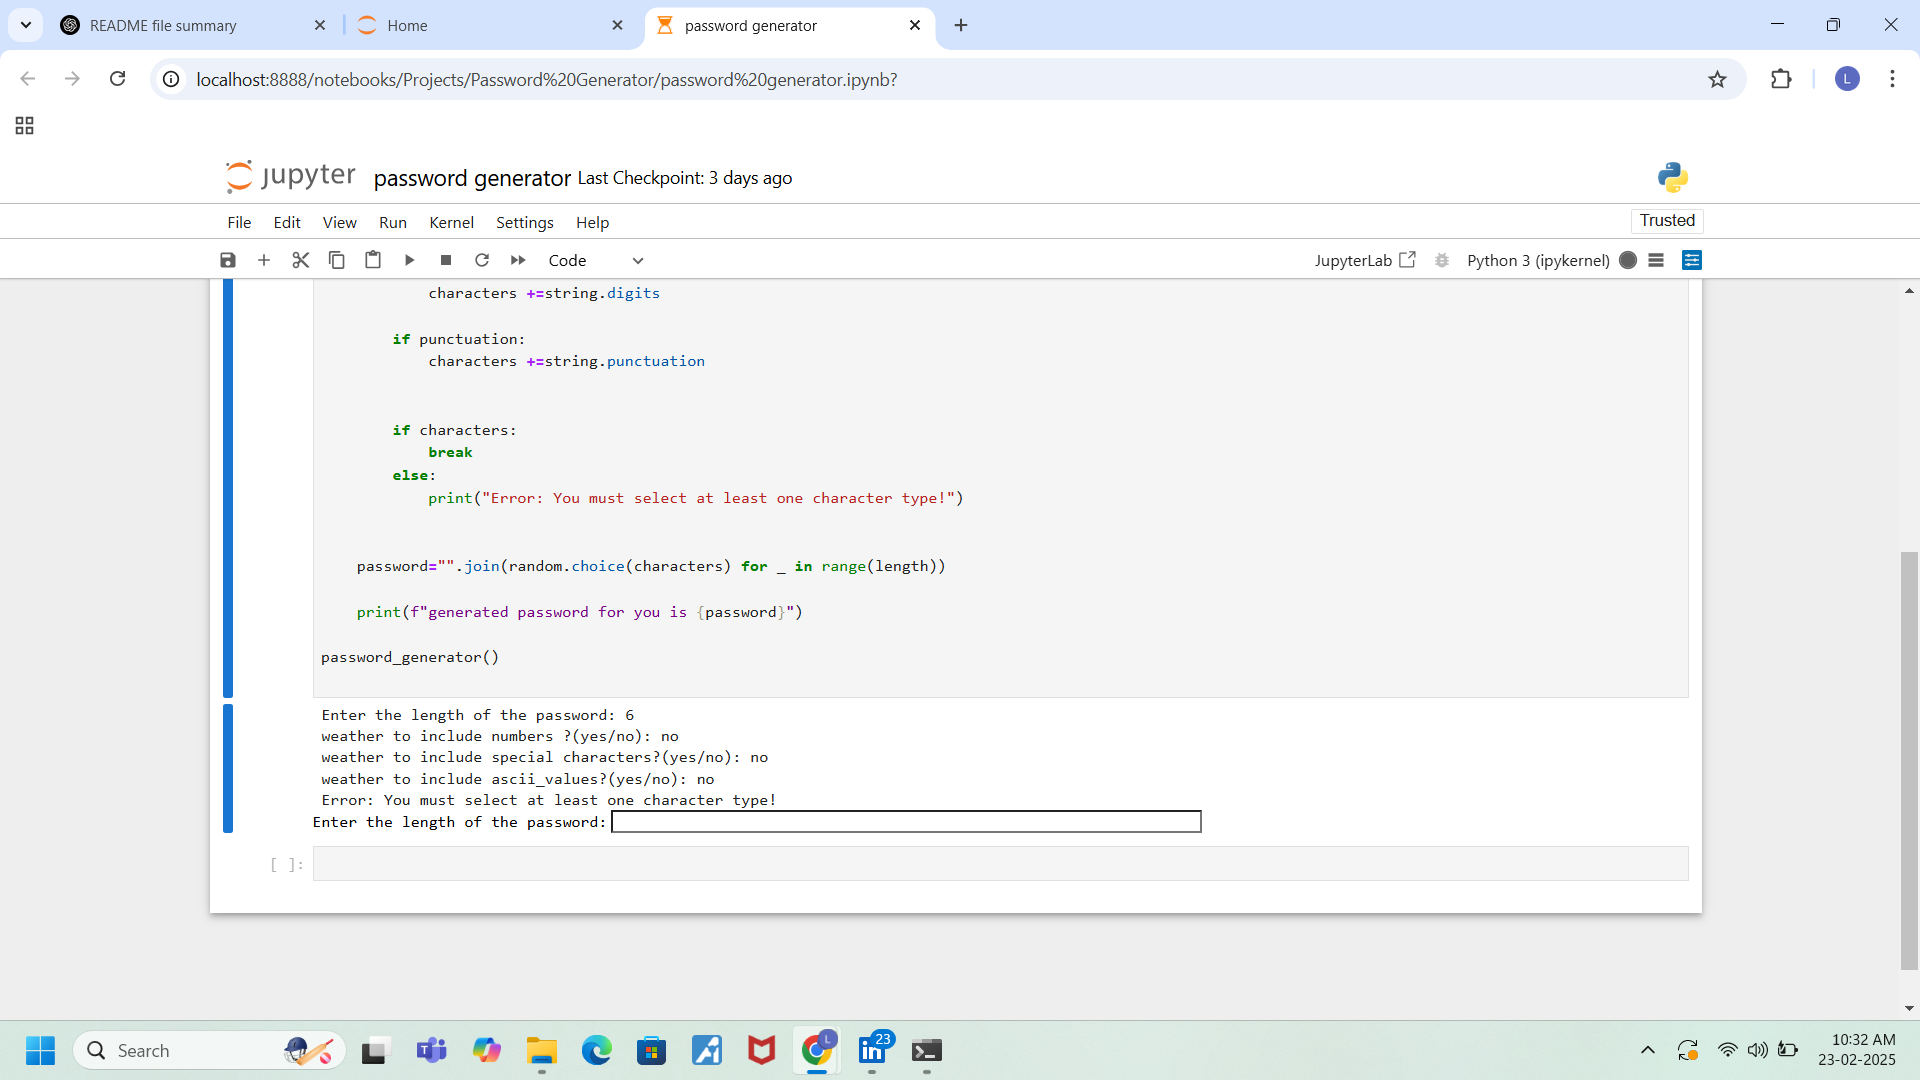 README file summary
Home
password generator
localhost:8888/notebooks/Projects/Password%20Generator/password%20generator.ipynb?
L
jupyter
password generator Last Checkpoint: 3 days ago
File Edit View Run Kernel Settings Help
Trusted
Code
JupyterLab
Python 3 (ipykernel)
characters +=string.digits
if punctuation:
characters +=string.punctuation
if characters:
break
else:
print("Error: You must select at least one character type!")
password="".join(random.choice(characters) for _ in range(length))
print(f"generated password for you is {password}")
password_generator()
Enter the length of the password: 6
weather to include numbers ?(yes/no): no
weather to include special characters?(yes/no): no
weather to include ascii_values?(yes/no): no
Error: You must select at least one character type!
Enter the length of the password:
[ ]:
Search
L
23
10:32 AM
23-02-2025